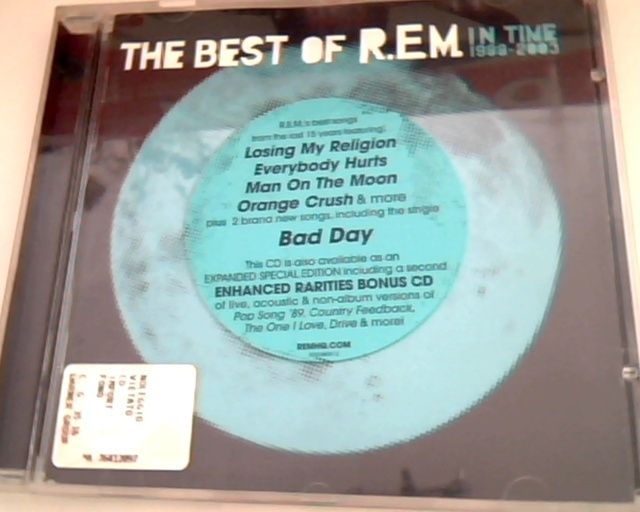 THE BEST OF R.E.M. IN TIME
1988-2003
R.E.M.'s best songs
from the last 15 years featuring:
Losing My Religion
Everybody Hurts
Man On The Moon
Orange Crush & more
plus 2 brand new songs, including the single
Bad Day
This CD is also available as an
EXPANDED SPECIAL EDITION including a second
ENHANCED RARITIES BONUS CD
of live, acoustic & non-album versions of
Pop Song '89, Country Feedback,
The One I Love, Drive & more!
REMHQ.COM
NOLEGGIO
VIETATO